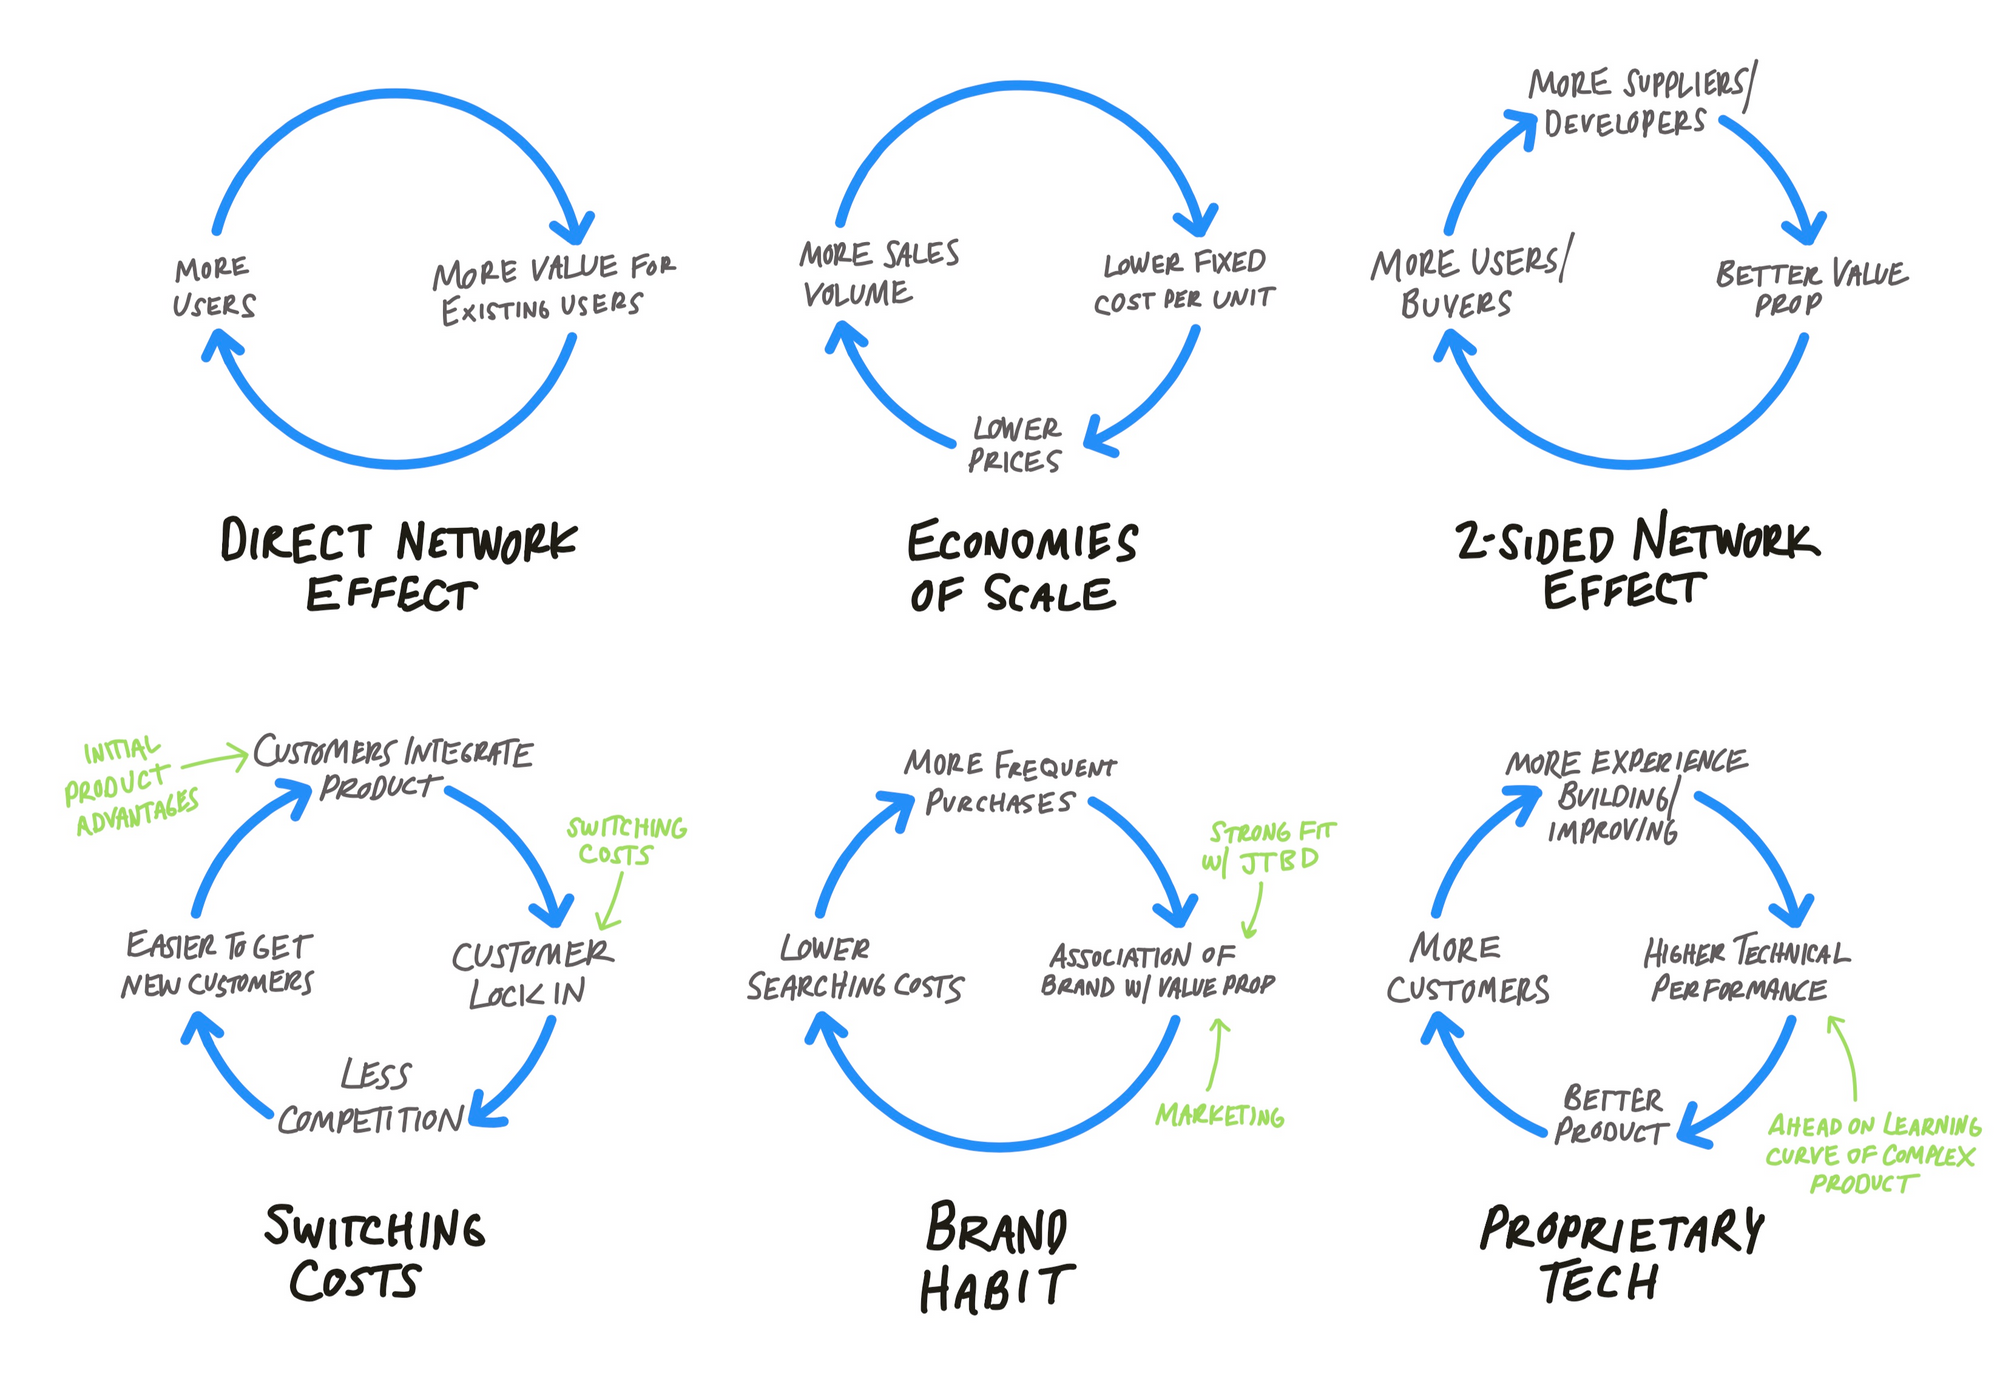 MORE
USERS
MORE VALUE FOR
EXISTING USERS
DIRECT NETWORK
EFFECT
MORE SALES
VOLUME
LOWER FIXED
COST PER UNIT
LOWER
PRICES
ECONOMIES
OF SCALE
MORE SUPPLIERS/
DEVELOPERS
MORE USERS/
BUYERS
BETTER VALUE
PROP
2-SIDED NETWORK
EFFECT
INITIAL
PRODUCT
ADVANTAGES
CUSTOMERS INTEGRATE
PRODUCT
SWITCHING
COSTS
EASIER TO GET
NEW CUSTOMERS
CUSTOMER
LOCK IN
LESS
COMPETITION
SWITCHING
COSTS
MORE FREQUENT
PURCHASES
STRONG FIT
W/ JTBD
LOWER
SEARCHING COSTS
ASSOCIATION OF
BRAND W/ VALUE PROP
MARKETING
BRAND
HABIT
MORE EXPERIENCE
BUILDING/
IMPROVING
MORE
CUSTOMERS
HIGHER TECHNICAL
PERFORMANCE
BETTER
PRODUCT
AHEAD ON LEARNING
CURVE OF COMPLEX
PRODUCT
PROPRIETARY
TECH